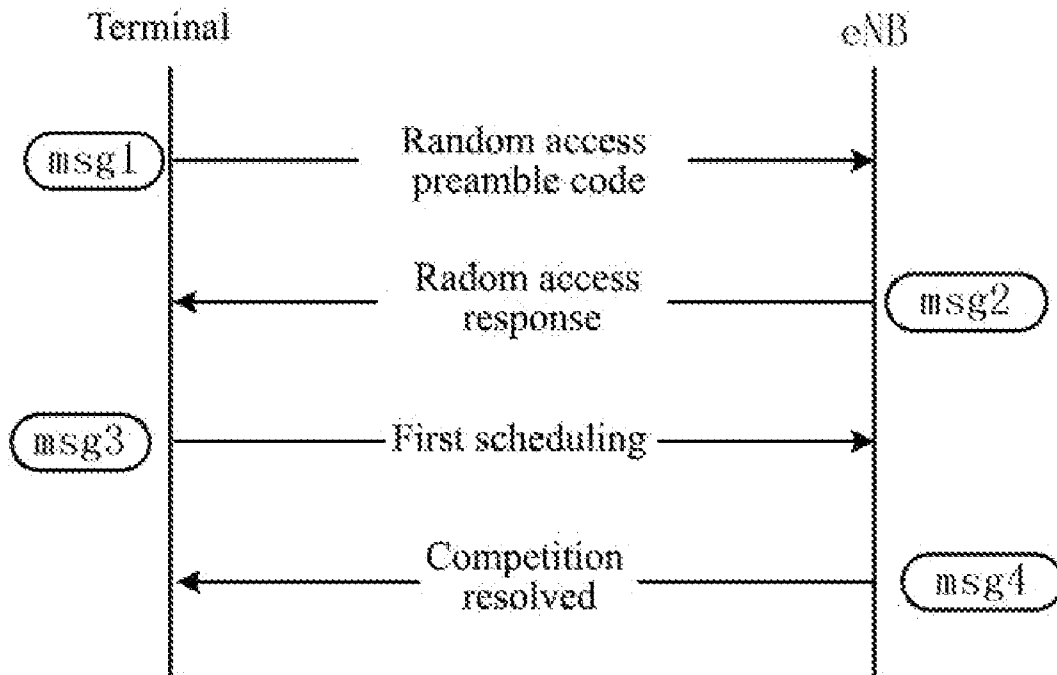 Terminal
eNB
msg1
Random access
preamble code
Radom access
response
msg2
msg3
First scheduling
Competition
resolved
msg4